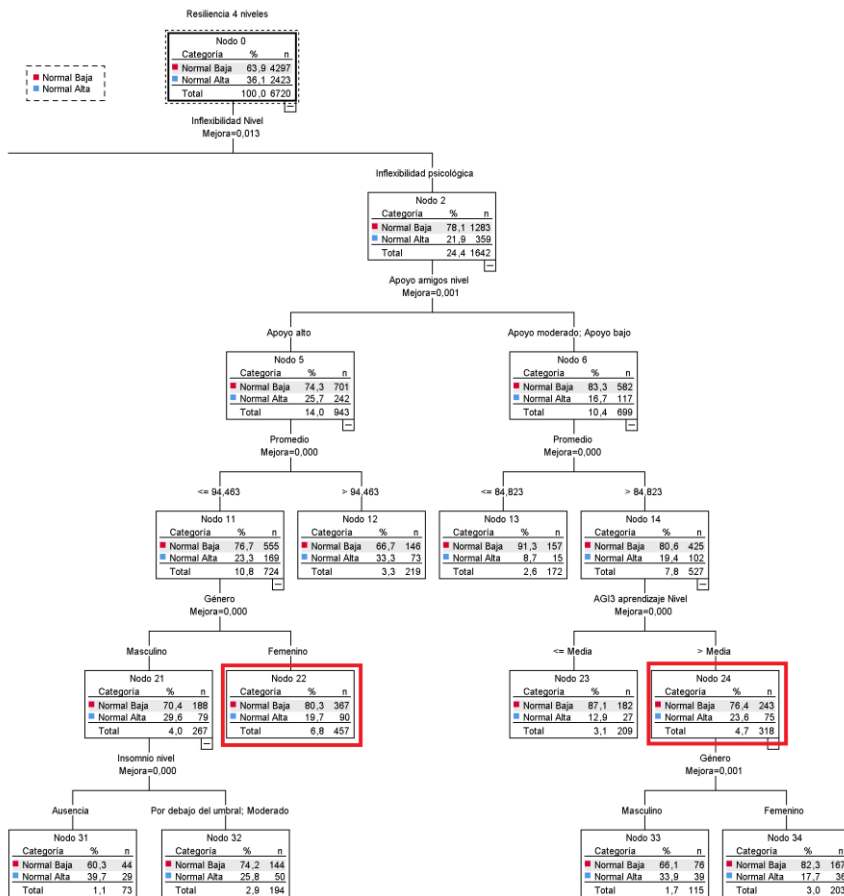 Resiliencia 4 niveles
Nodo 0
Categoría % n
Normal Baja 63,9 4297
Normal Alta 36,1 2423
Total 100,0 6720
Normal Baja
Normal Alta
Inflexibilidad Nivel
Mejora=0,013
Inflexibilidad psicológica
Nodo 2
Categoría % n
Normal Baja 78,1 1283
Normal Alta 21,9 359
Total 24,4 1642
Apoyo amigos nivel
Mejora=0,001
Apoyo alto
Apoyo moderado; Apoyo bajo
Nodo 5
Categoría % n
Normal Baja 74,3 701
Normal Alta 25,7 242
Total 14,0 943
Nodo 6
Categoría % n
Normal Baja 83,3 582
Normal Alta 16,7 117
Total 10,4 699
Promedio
Mejora=0,000
Promedio
Mejora=0,000
<= 94,463
> 94,463
<= 84,823
> 84,823
Nodo 11
Categoría % n
Normal Baja 76,7 555
Normal Alta 23,3 169
Total 10,8 724
Nodo 12
Categoría % n
Normal Baja 66,7 146
Normal Alta 33,3 73
Total 3,3 219
Nodo 13
Categoría % n
Normal Baja 91,3 157
Normal Alta 8,7 15
Total 2,6 172
Nodo 14
Categoría % n
Normal Baja 80,6 425
Normal Alta 19,4 102
Total 7,8 527
Género
Mejora=0,000
AGI3 aprendizaje Nivel
Mejora=0,000
Masculino
Femenino
<= Media
> Media
Nodo 21
Categoría % n
Normal Baja 70,4 188
Normal Alta 29,6 79
Total 4,0 267
Nodo 22
Categoría % n
Normal Baja 80,3 367
Normal Alta 19,7 90
Total 6,8 457
Nodo 23
Categoría % n
Normal Baja 87,1 182
Normal Alta 12,9 27
Total 3,1 209
Nodo 24
Categoría % n
Normal Baja 76,4 243
Normal Alta 23,6 75
Total 4,7 318
Insomnio nivel
Mejora=0,000
Género
Mejora=0,001
Ausencia
Por debajo del umbral; Moderado
Masculino
Femenino
Nodo 31
Categoría % n
Normal Baja 60,3 44
Normal Alta 39,7 29
Total 1,1 73
Nodo 32
Categoría % n
Normal Baja 74,2 144
Normal Alta 25,8 50
Total 2,9 194
Nodo 33
Categoría % n
Normal Baja 66,1 76
Normal Alta 33,9 39
Total 1,7 115
Nodo 34
Categoría % n
Normal Baja 82,3 167
Normal Alta 17,7 36
Total 3,0 203